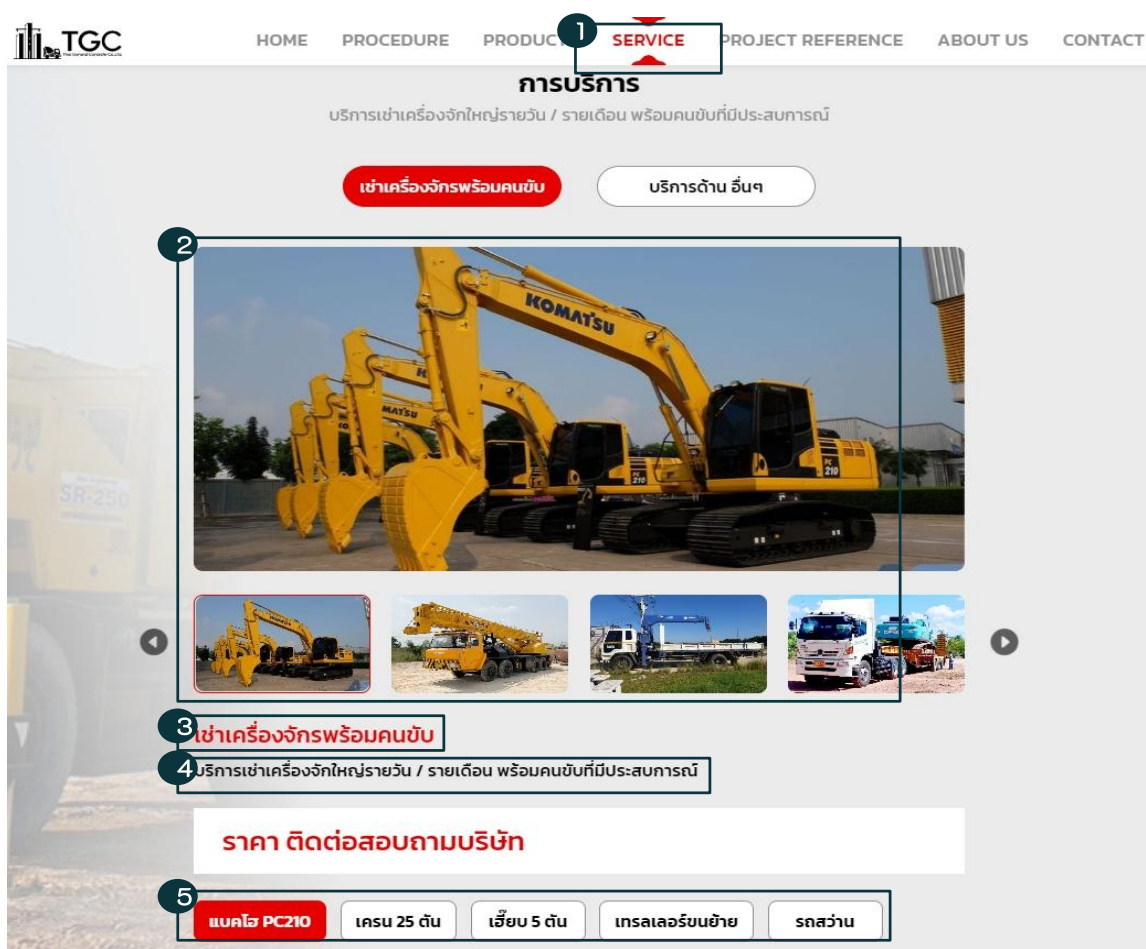 TGC
HOME PROCEDURE PRODUCT SERVICE PROJECT REFERENCE ABOUT US CONTACT
1
การบริการ
บริการเช่าเครื่องจักใหญ่รายวัน / รายเดือน พร้อมคนขับที่มีประสบการณ์
เช่าเครื่องจักรพร้อมคนขับ บริการด้าน อื่นๆ
2
KOMATSU
MATSU
PC
210
210
SR-250
3
เช่าเครื่องจักรพร้อมคนขับ
4
บริการเช่าเครื่องจักใหญ่รายวัน / รายเดือน พร้อมคนขับที่มีประสบการณ์
ราคา ติดต่อสอบถามบริษัท
5
แบคโฮ PC210 เครน 25 ตัน เฮี๊ยบ 5 ตัน เทรลเลอร์ขนย้าย รถสว่าน